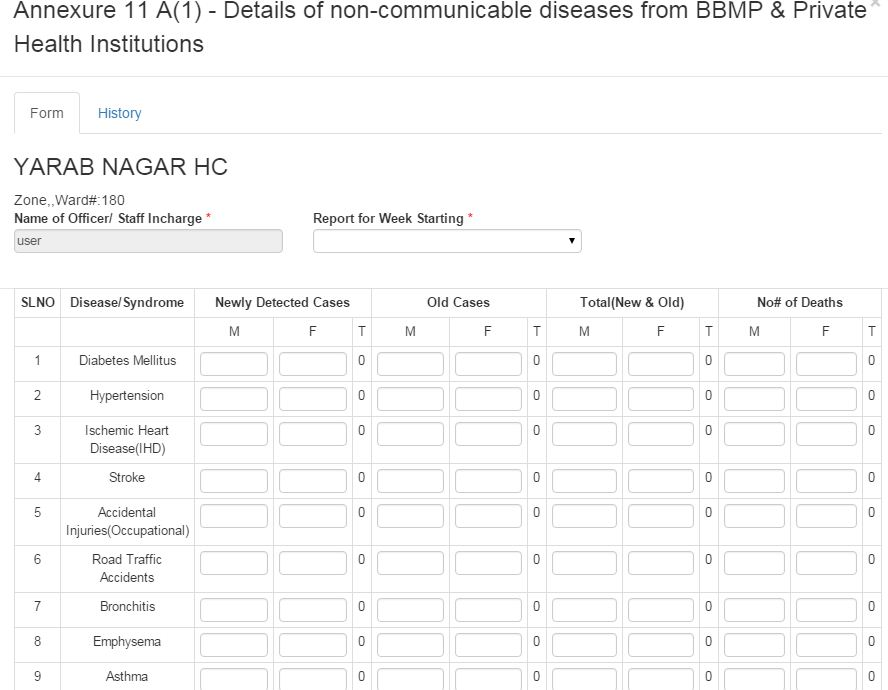 Annexure 11 A(1) - Details of non-communicable diseases from BBMP & Private ×
Health Institutions
Form History
YARAB NAGAR HC
Zone,,Ward#:180
Name of Officer/ Staff Incharge * Report for Week Starting *
user
SLNO Disease/Syndrome Newly Detected Cases Old Cases Total(New & Old) No# of Deaths
M F T M F T M F T M F T
1 Diabetes Mellitus 0 0 0 0
2 Hypertension 0 0 0 0
3 Ischemic Heart 0 0 0 0
Disease(IHD)
4 Stroke 0 0 0 0
5 Accidental 0 0 0 0
Injuries(Occupational)
6 Road Traffic 0 0 0 0
Accidents
7 Bronchitis 0 0 0 0
8 Emphysema 0 0 0 0
9 Asthma 0 0 0 0